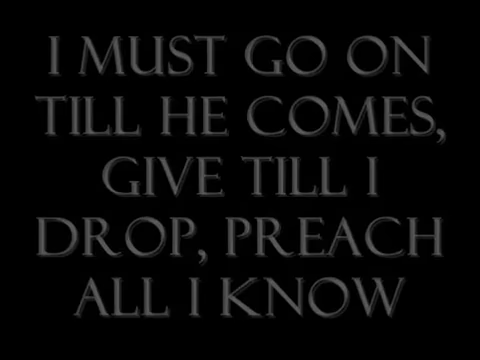 I MUST GO ON
TILL HE COMES,
GIVE TILL I
DROP, PREACH
ALL I KNOW